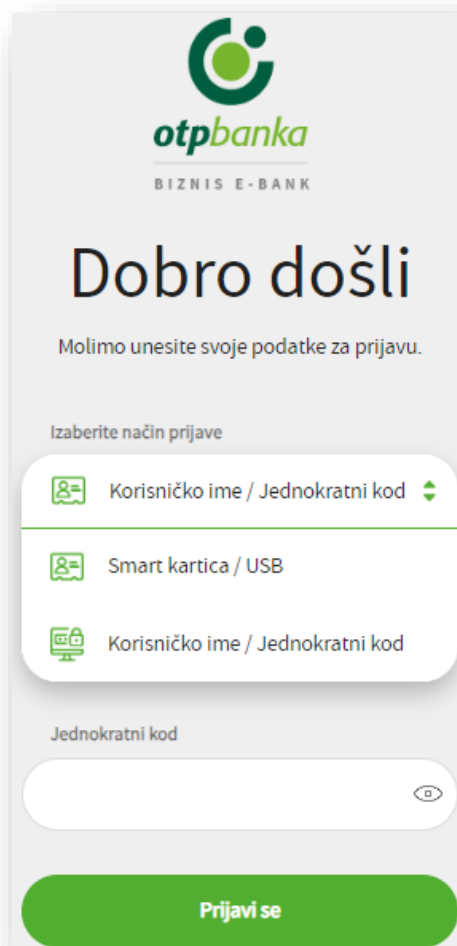 otpbanka
BIZNIS E-BANK
Dobro došli
Molimo unesite svoje podatke za prijavu.
Izaberite način prijave
Korisničko ime / Jednokratni kod
Smart kartica / USB
Korisničko ime / Jednokratni kod
Jednokratni kod
Prijavi se